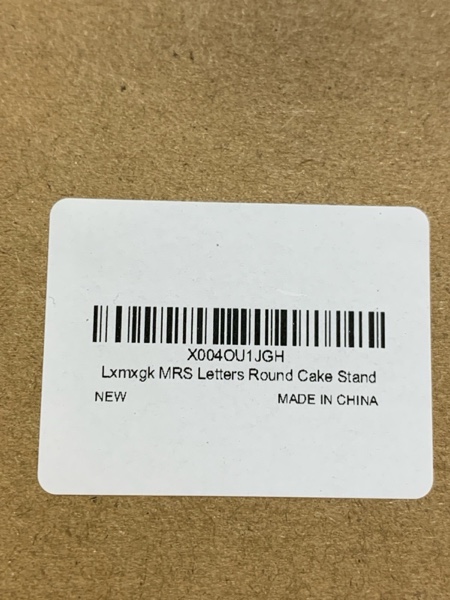 X004OU1JGH
Lxmxgk MRS Letters Round Cake Stand
NEW MADE IN CHINA